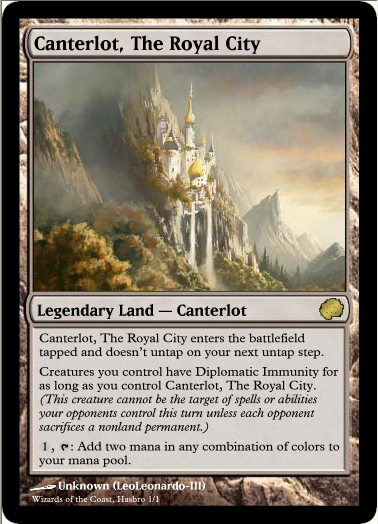 Canterlot, The Royal City
Legendary Land — Canterlot
Canterlot, The Royal City enters the battlefield
tapped and doesn't untap on your next untap step.
Creatures you control have Diplomatic Immunity for
as long as you control Canterlot, The Royal City.
(This creature cannot be the target of spells or abilities
your opponents control this turn unless each opponent
sacrifices a nonland permanent.)
1 , : Add two mana in any combination of colors to
your mana pool.
Unknown (LeoLeonardo-III)
Wizards of the Coast, Hasbro 1/1